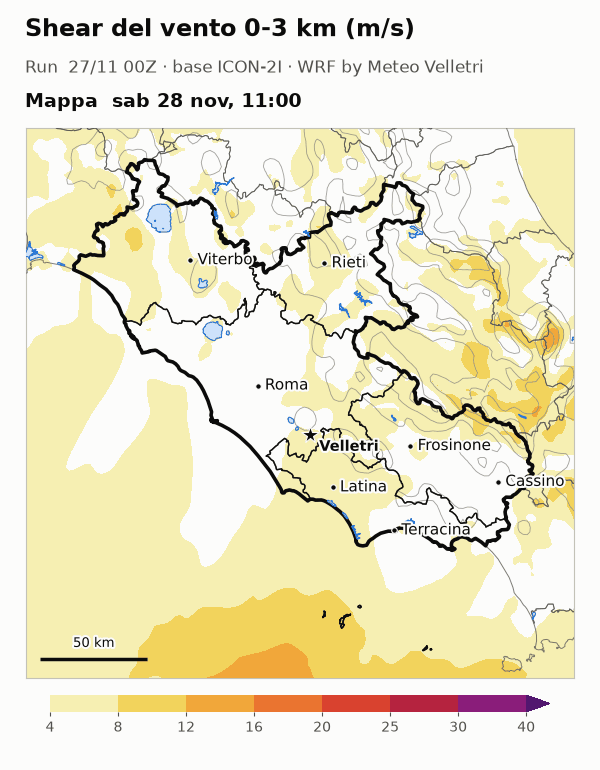 Shear del vento 0-3 km (m/s)
Run  27/11 00Z · base ICON-2I · WRF by Meteo Velletri
Mappa  sab 28 nov, 11:00
Viterbo
Rieti
Roma
Velletri
Frosinone
Latina
Cassino
Terracina
50 km
4 8 12 16 20 25 30 40